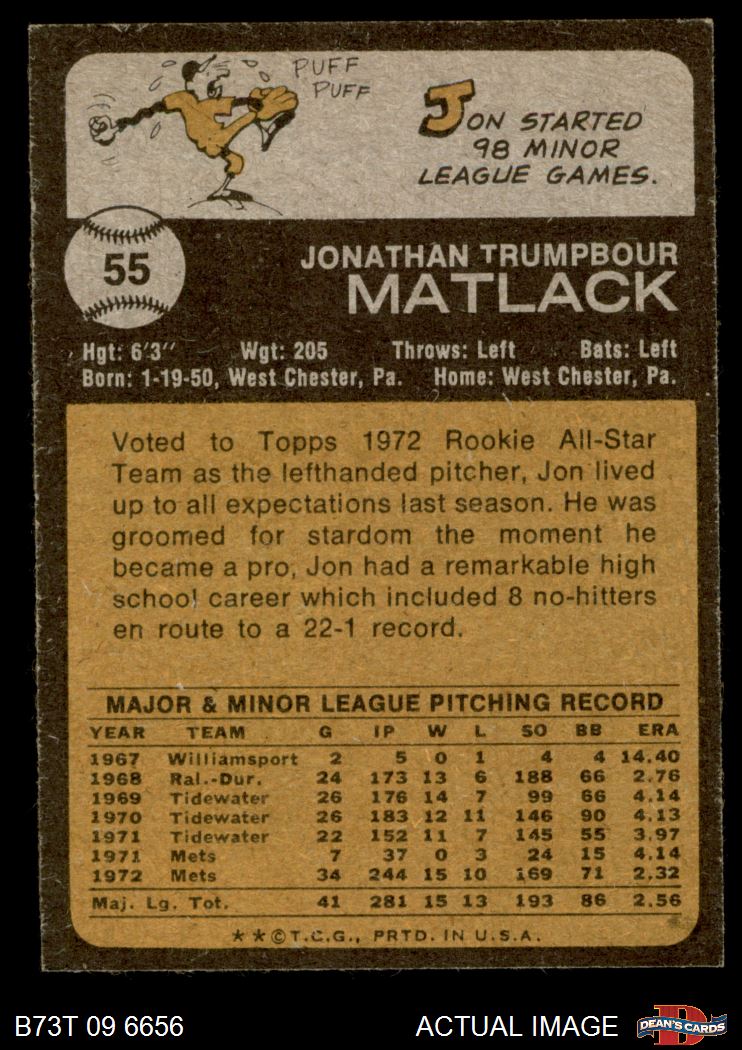 PUFF
PUFF
JON STARTED
98 MINOR
LEAGUE GAMES.
55
JONATHAN TRUMPBOUR
MATLACK
Hgt: 6'3" Wgt: 205 Throws: Left Bats: Left
Born: 1-19-50, West Chester, Pa. Home: West Chester, Pa.
Voted to Topps 1972 Rookie All-Star
Team as the lefthanded pitcher, Jon lived
up to all expectations last season. He was
groomed for stardom the moment he
became a pro, Jon had a remarkable high
school career which included 8 no-hitters
en route to a 22-1 record.
MAJOR & MINOR LEAGUE PITCHING RECORD
YEAR TEAM G IP W L SO BB ERA
1967 Williamsport 2 5 0 1 4 4 14.40
1968 Ral.-Dur. 24 173 13 6 188 66 2.76
1969 Tidewater 26 176 14 7 99 66 4.14
1970 Tidewater 26 183 12 11 146 90 4.13
1971 Tidewater 22 152 11 7 145 55 3.97
1971 Mets 7 37 0 3 24 15 4.14
1972 Mets 34 244 15 10 169 71 2.32
Maj. Lg. Tot. 41 281 15 13 193 86 2.56
**©T.C.G., PRTD. IN U.S.A.
B73T 09 6656 ACTUAL IMAGE DEAN'S CARDS